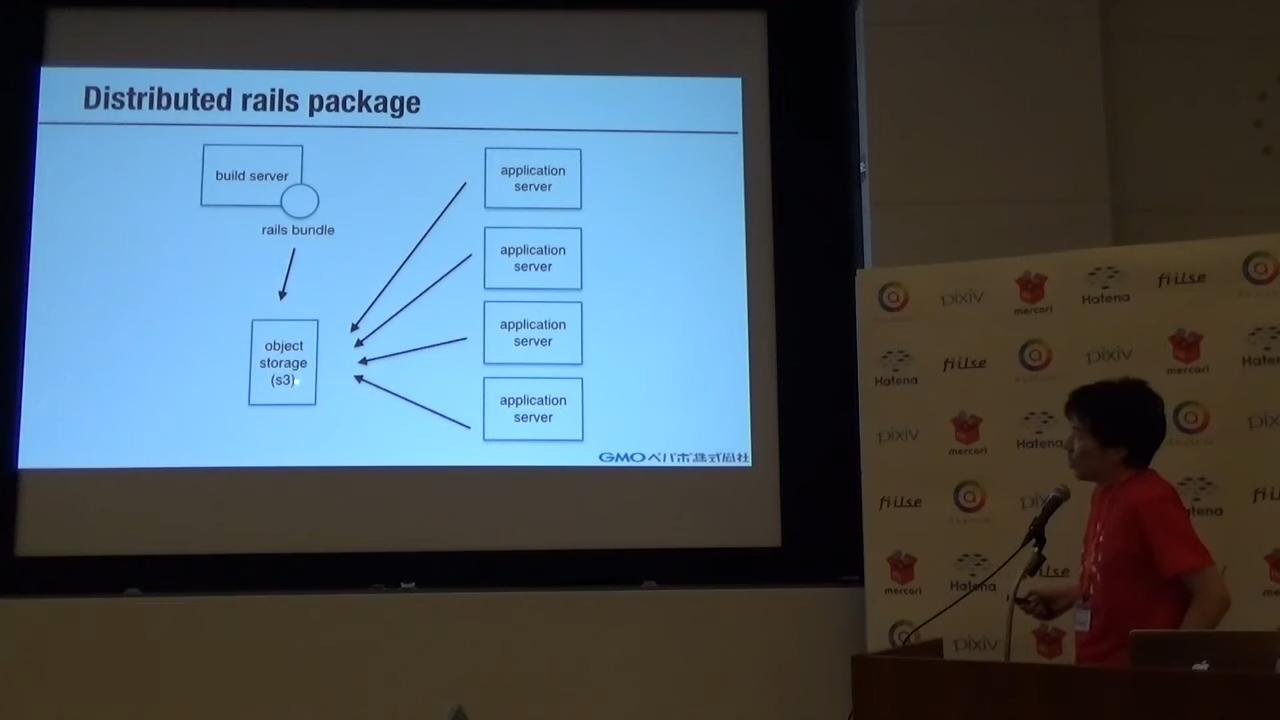 Distributed rails package
build server
rails bundle
object
storage
(s3)
application
server
application
server
application
server
application
server
GMOペパボ株式会社
pixiv
mercari
Hatena
fiilse
Hatena
fiilse
pixiv
mercari
pixiv
mercari
Hatena
fiilse
mercari
Hatena
pixiv